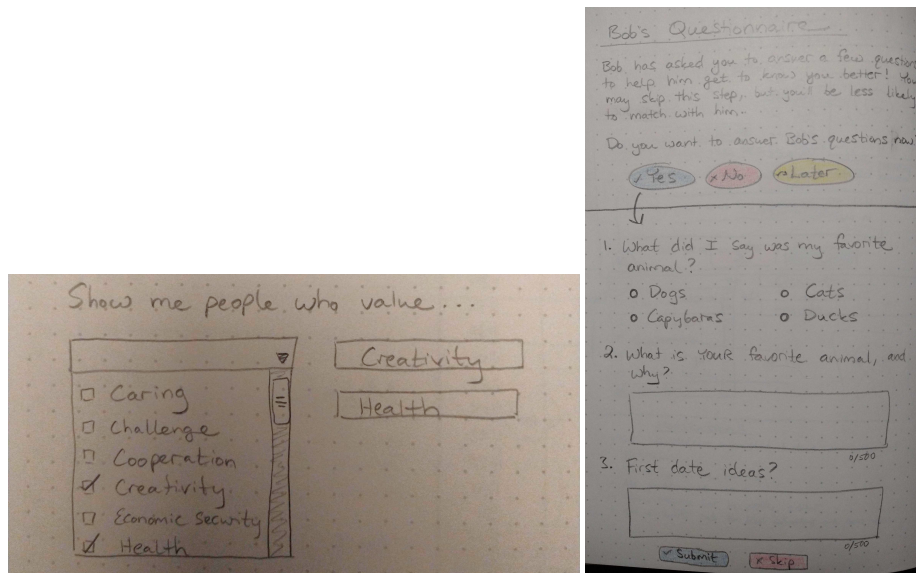 Show me people who value...
Creativity
Health
Caring
Challenge
Cooperation
Creativity
Economic Security
Health
Bob's Questionnaire
Bob has asked you to answer a few question
to help him get to know you better! You
may skip this step, but you'll be less likely
to match with him.
Do you want to answer Bob's questions now
Yes No Later
1. What did I say was my favorite
animal?
Dogs Cats
Capybaras Ducks
2. What is YOUR favorite animal, and
why?
0/500
3. First date ideas?
0/500
Submit Skip